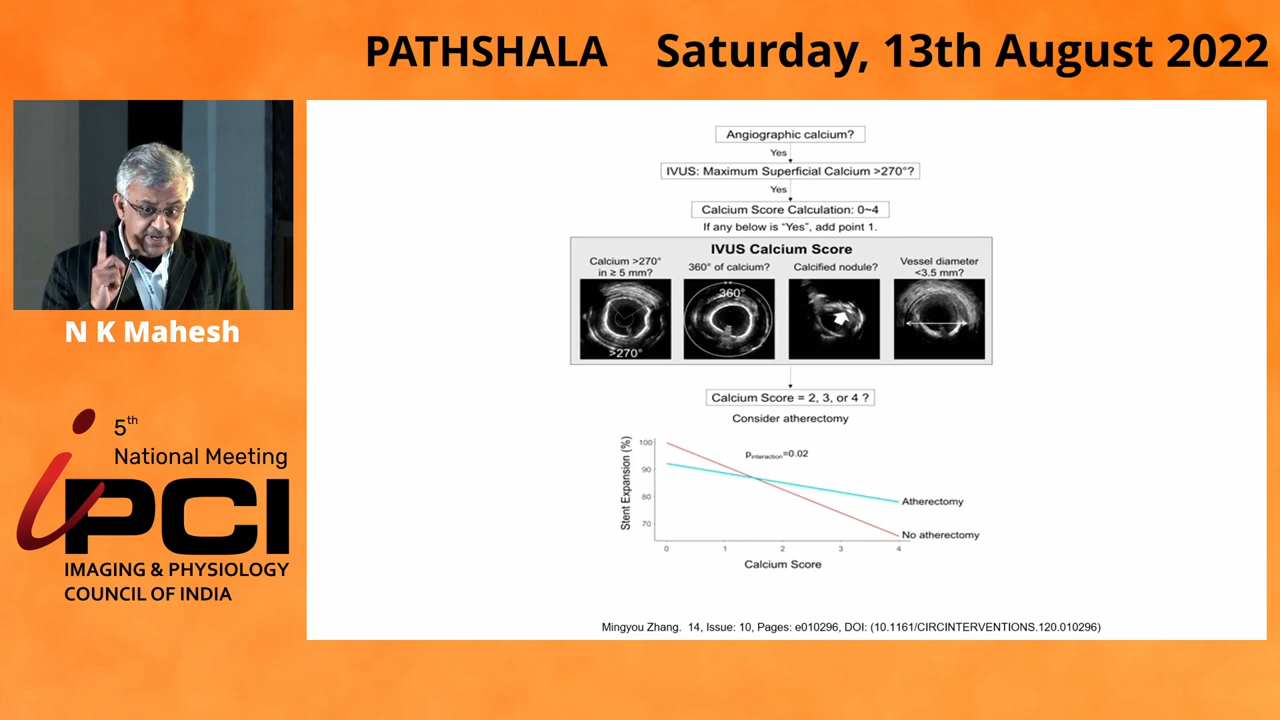 PATHSHALA Saturday, 13th August 2022
N K Mahesh
5th
National Meeting
iPCI
IMAGING & PHYSIOLOGY
COUNCIL OF INDIA
Angiographic calcium?
Yes
IVUS: Maximum Superficial Calcium >270°?
Yes
Calcium Score Calculation: 0~4
If any below is "Yes", add point 1.
IVUS Calcium Score
Calcium >270°
in ≥ 5 mm?
360° of calcium?
Calcified nodule?
Vessel diameter
<3.5 mm?
>270°
360°
Calcium Score = 2, 3, or 4 ?
Consider atherectomy
Stent Expansion (%)
100
90
80
70
Pinteraction=0.02
Atherectomy
No atherectomy
0 1 2 3 4
Calcium Score
Mingyou Zhang. 14, Issue: 10, Pages: e010296, DOI: (10.1161/CIRCINTERVENTIONS.120.010296)